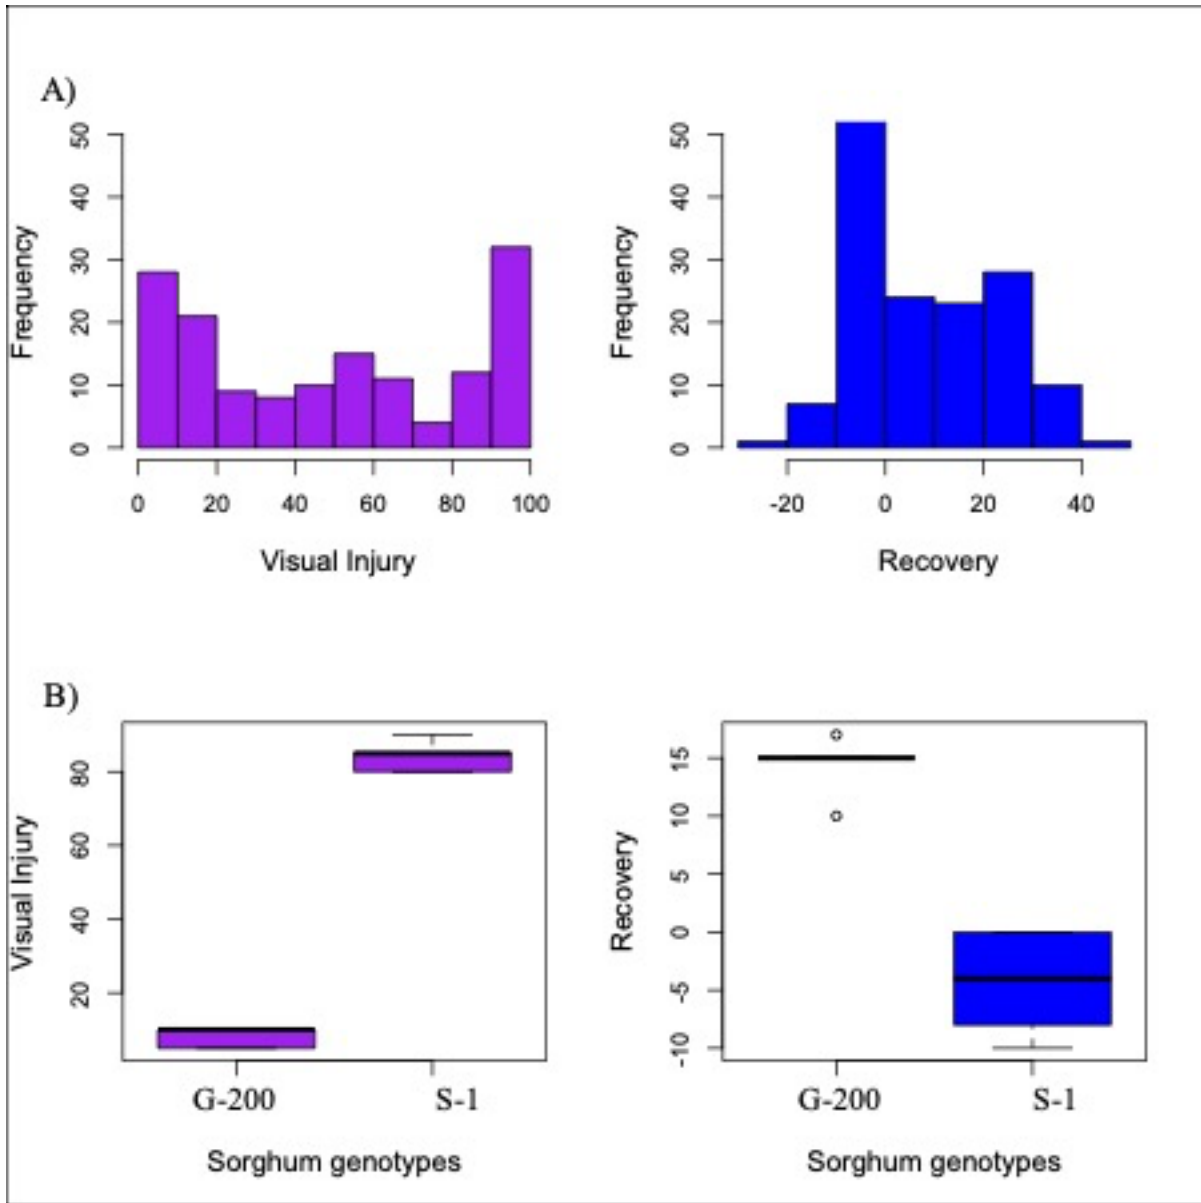 A)
Frequency
0 10 20 30 40 50
0 20 40 60 80 100
Visual Injury
Frequency
0 10 20 30 40 50
-20 0 20 40
Recovery
B)
Visual Injury
20 40 60 80
G-200 S-1
Sorghum genotypes
Recovery
-10 -5 0 5 10 15
G-200 S-1
Sorghum genotypes